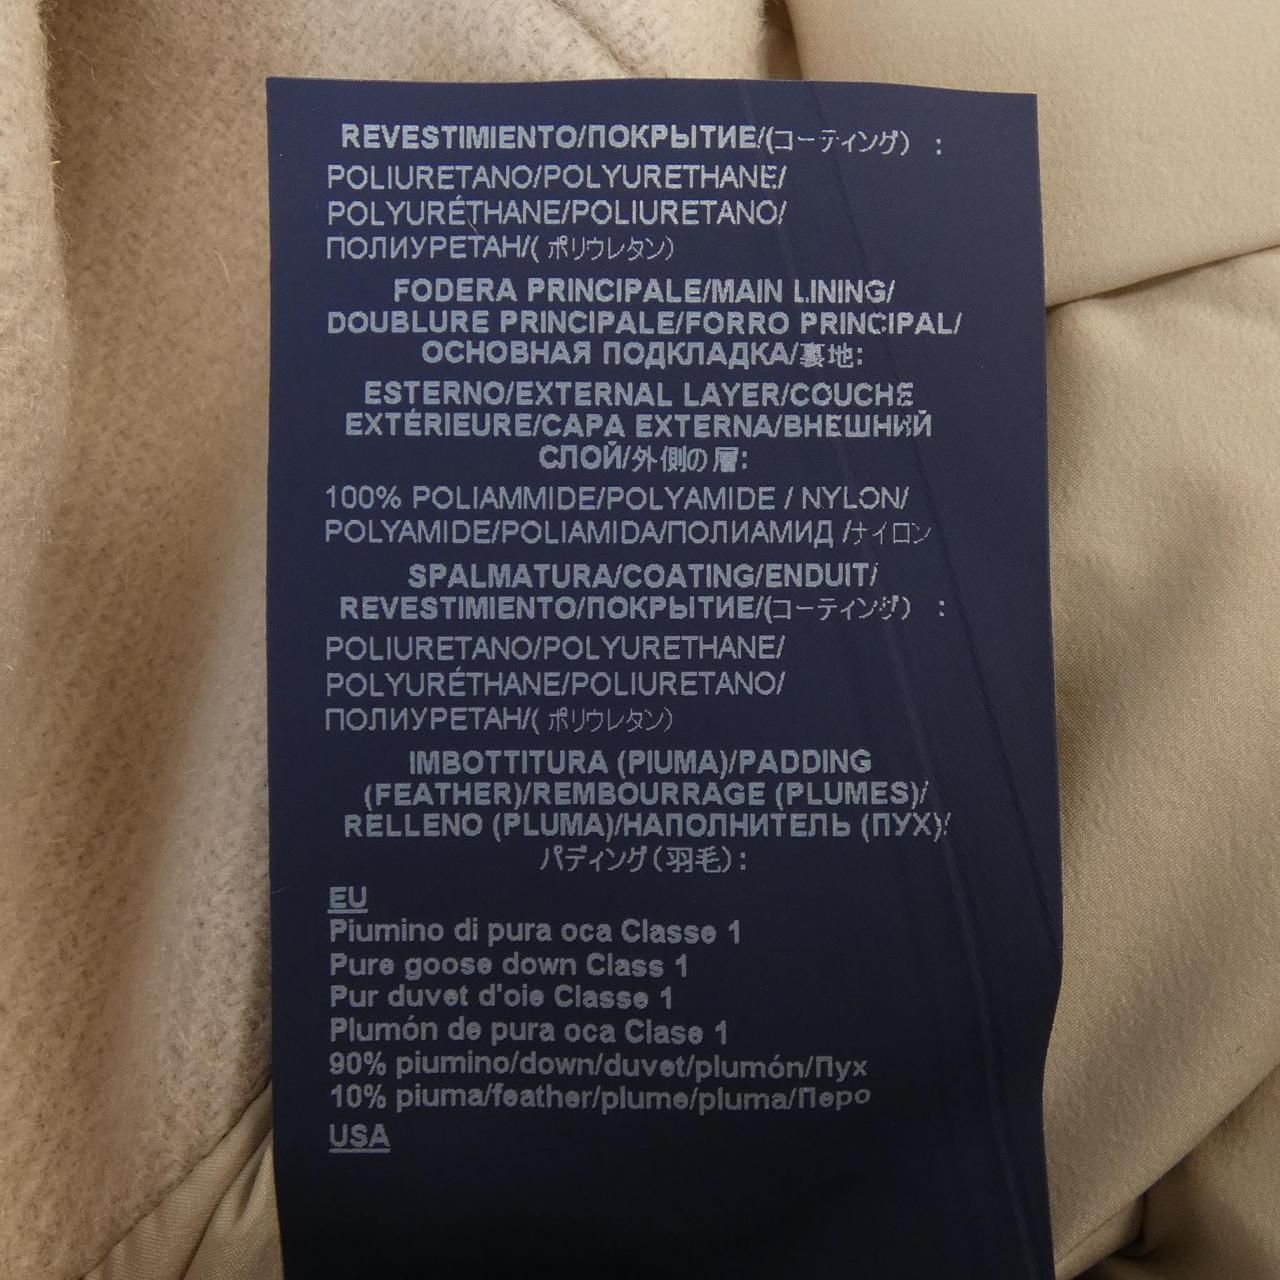 REVESTIMIENTO/ПОКРЫТИЕ/(コーティング) :
POLIURETANO/POLYURETHANE/
POLYURÉTHANE/POLIURETANO/
ПОЛИУРЕТАН/( ポリウレタン)
FODERA PRINCIPALE/MAIN LINING/
DOUBLURE PRINCIPALE/FORRO PRINCIPAL/
ОСНОВНАЯ ПОДКЛАДКА/裏地:
ESTERNO/EXTERNAL LAYER/COUCHE
EXTÉRIEURE/CAPA EXTERNA/ВНЕШНИЙ
СЛОЙ/外側の層:
100% POLIAMMIDE/POLYAMIDE / NYLON/
POLYAMIDE/POLIAMIDA/ПОЛИАМИД /ナイロン
SPALMATURA/COATING/ENDUIT/
REVESTIMIENTO/ПОКРЫТИЕ/(コーティング) :
POLIURETANO/POLYURETHANE/
POLYURÉTHANE/POLIURETANO/
ПОЛИУРЕТАН/( ポリウレタン)
IMBOTTITURA (PIUMA)/PADDING
(FEATHER)/REMBOURRAGE (PLUMES)/
RELLENO (PLUMA)/НАПОЛНИТЕЛЬ (ПУХ)/
パディング(羽毛):
EU
Piumino di pura oca Classe 1
Pure goose down Class 1
Pur duvet d'oie Classe 1
Plumón de pura oca Clase 1
90% piumino/down/duvet/plumón/Пух
10% piuma/feather/plume/pluma/Перо
USA